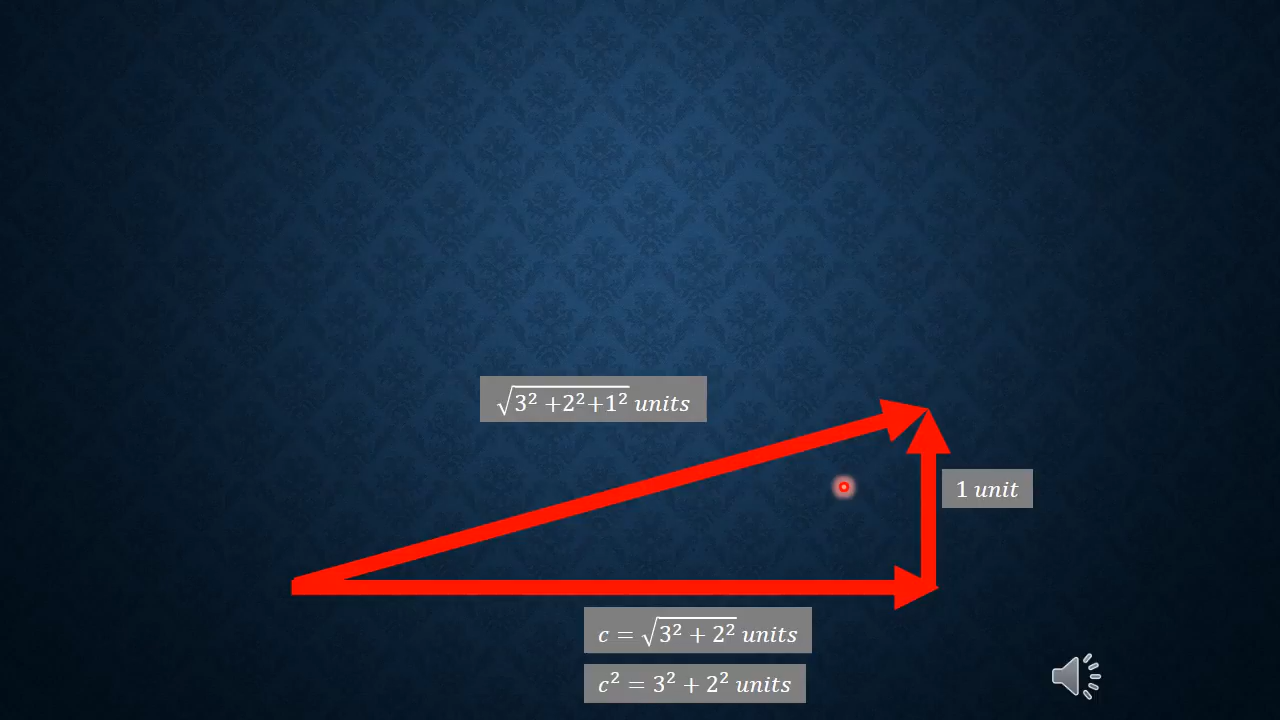 √3² +2²+1² units
1 unit
c = √3² + 2² units
c² = 3² + 2² units